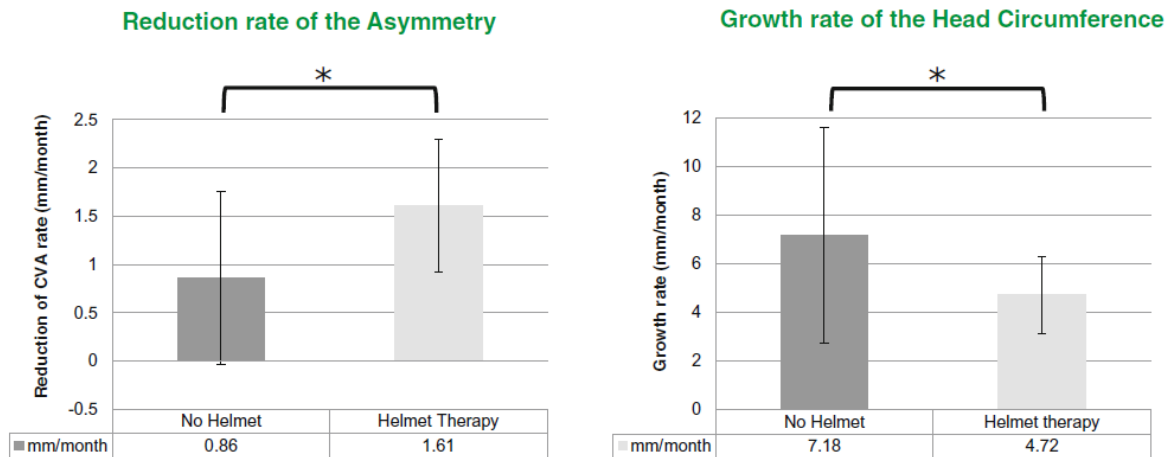 Reduction rate of the Asymmetry
*
Reduction of CVA rate (mm/month)
2.5
2
1.5
1
0.5
0
-0.5
No Helmet Helmet Therapy
mm/month 0.86 1.61
Growth rate of the Head Circumference
*
Growth rate (mm/month)
12
10
8
6
4
2
0
No Helmet Helmet therapy
mm/month 7.18 4.72